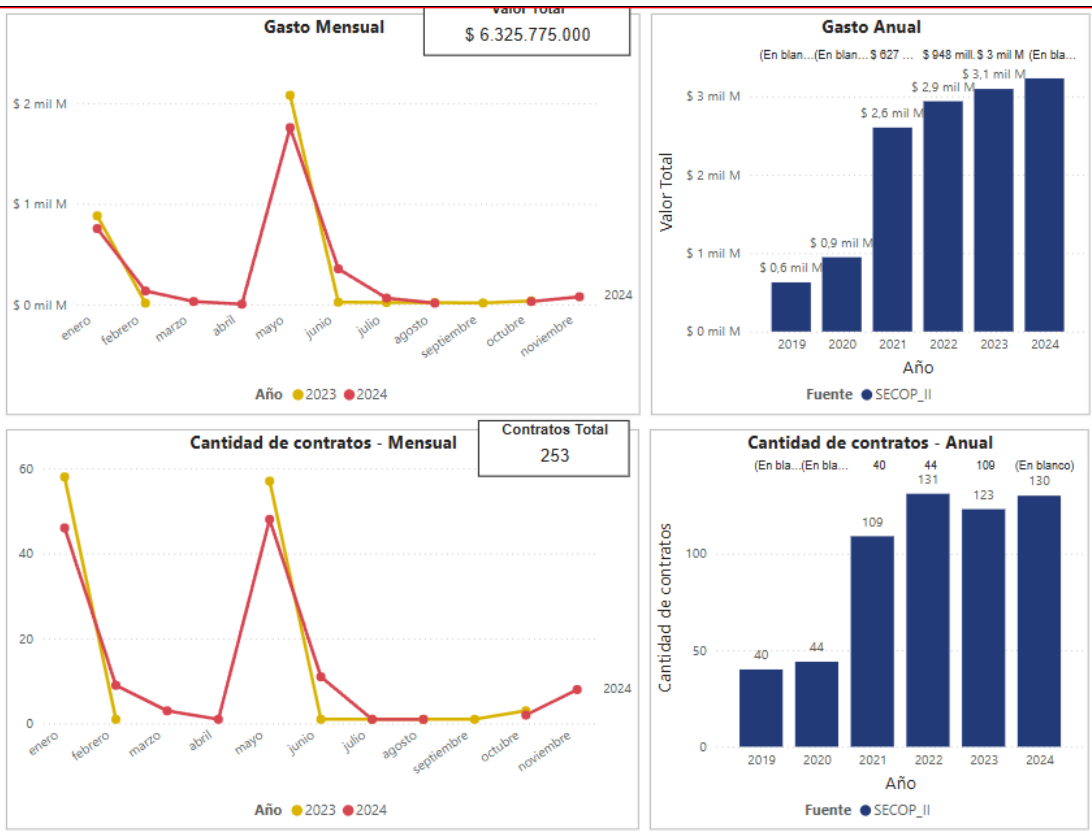 Gasto Mensual
Valor Total
$ 6.325.775.000
$ 2 mil M
$ 1 mil M
$ 0 mil M
enero
febrero
marzo
abril
mayo
junio
julio
agosto
septiembre
octubre
noviembre
2024
Año 2023 2024
Gasto Anual
(En blan... (En blan... $ 627 ... $ 948 mill. $ 3 mil M (En bla...
Valor Total
$ 3 mil M
$ 2 mil M
$ 1 mil M
$ 0 mil M
$ 0,6 mil M
$ 0,9 mil M
$ 2,6 mil M
$ 2,9 mil M
$ 3,1 mil M
2019 2020 2021 2022 2023 2024
Año
Fuente SECOP_II
Cantidad de contratos - Mensual
Contratos Total
253
60
40
20
0
enero
febrero
marzo
abril
mayo
junio
julio
agosto
septiembre
octubre
noviembre
2024
Año 2023 2024
Cantidad de contratos - Anual
(En bla... (En bla... 40 44 109 (En blanco)
Cantidad de contratos
100
50
0
40
44
109
131
123
130
2019 2020 2021 2022 2023 2024
Año
Fuente SECOP_II